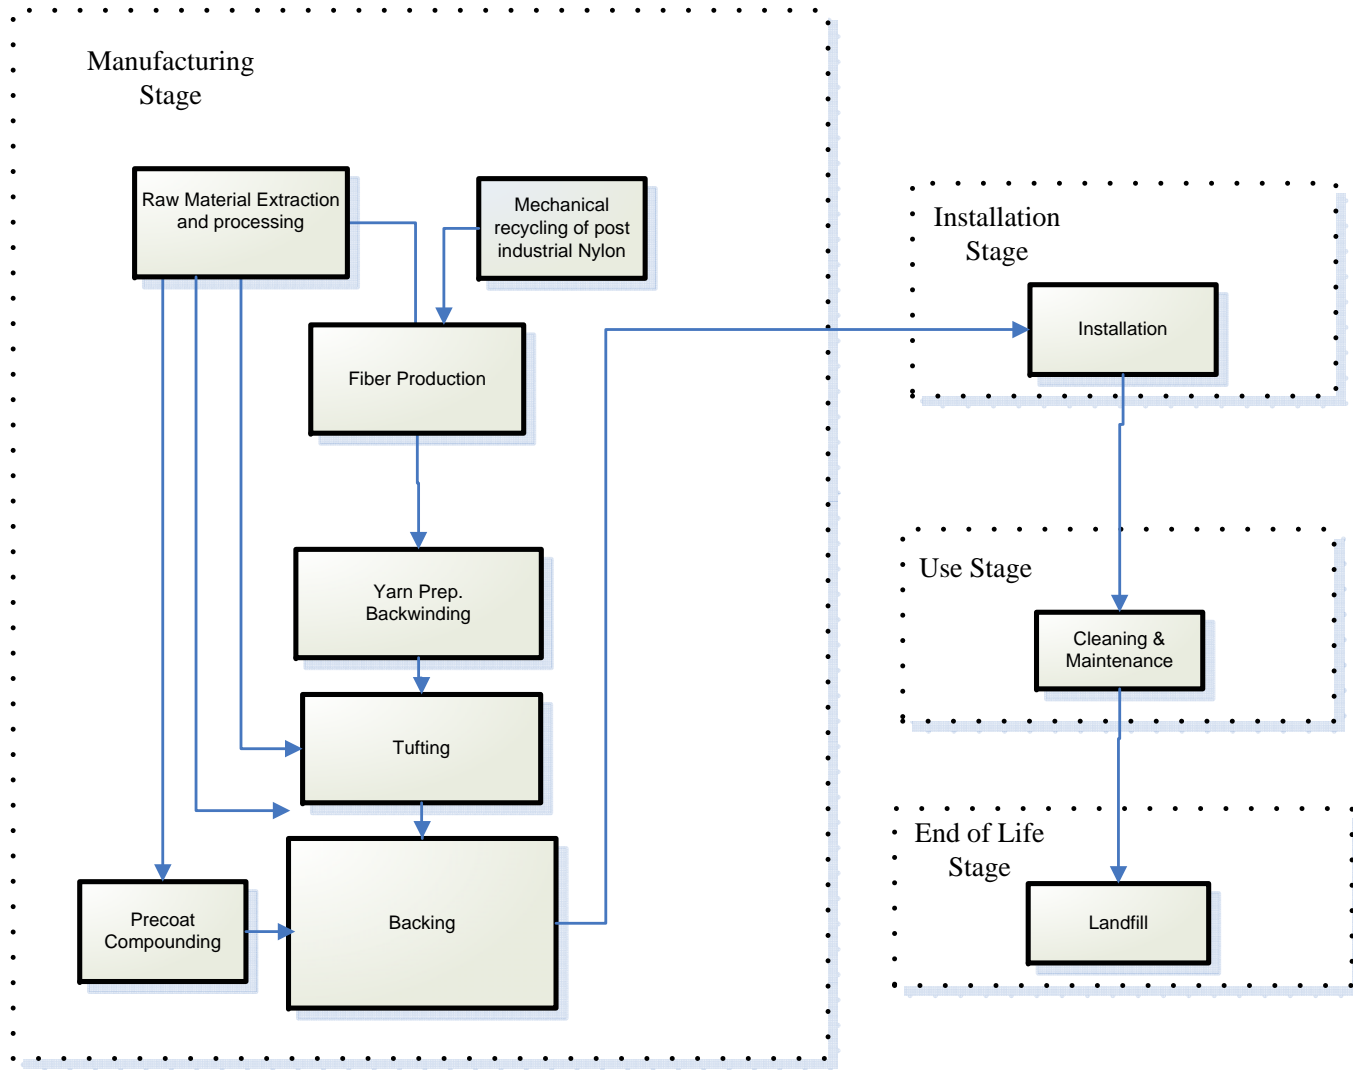 Manufacturing
Stage
Raw Material Extraction
and processing
Mechanical
recycling of post
industrial Nylon
Fiber Production
Yarn Prep.
Backwinding
Tufting
Precoat
Compounding
Backing
Installation
Stage
Installation
Use Stage
Cleaning &
Maintenance
End of Life
Stage
Landfill